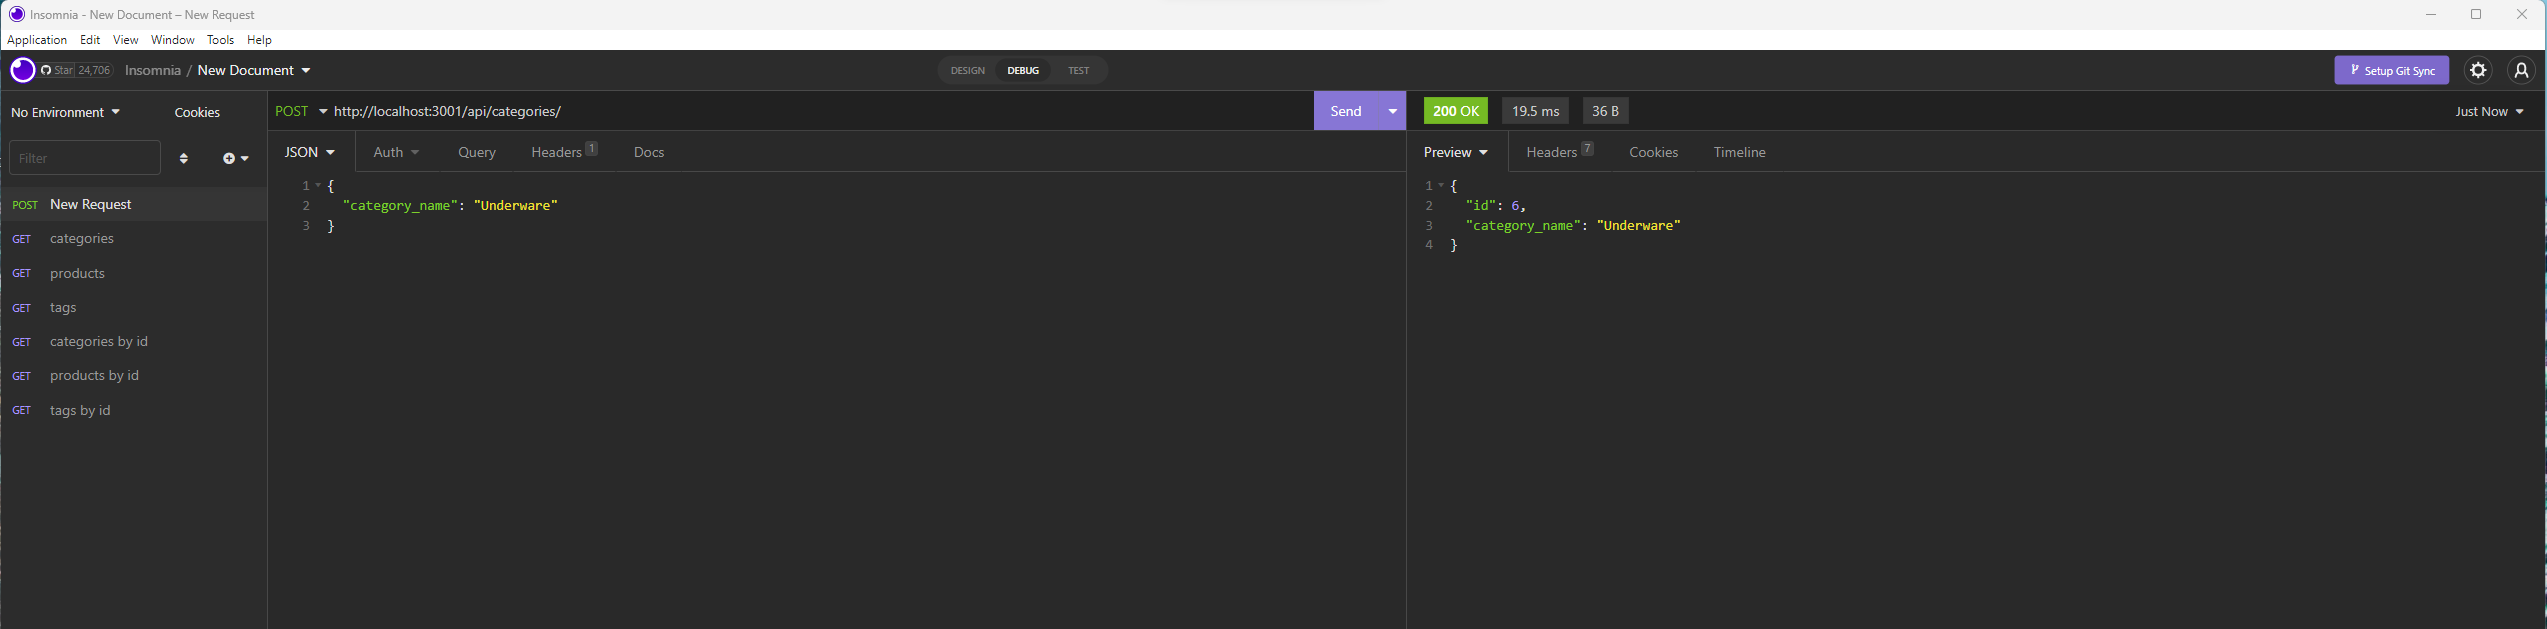 Insomnia - New Document – New Request
Application Edit View Window Tools Help
Star 24,706 Insomnia / New Document DESIGN DEBUG TEST Setup Git Sync
No Environment Cookies
Filter
POST New Request
GET categories
GET products
GET tags
GET categories by id
GET products by id
GET tags by id
POST http://localhost:3001/api/categories/ Send
JSON Auth Query Headers 1 Docs
1 {
2 "category_name": "Underware"
3 }
200 OK 19.5 ms 36 B Just Now
Preview Headers 7 Cookies Timeline
1 {
2 "id": 6,
3 "category_name": "Underware"
4 }